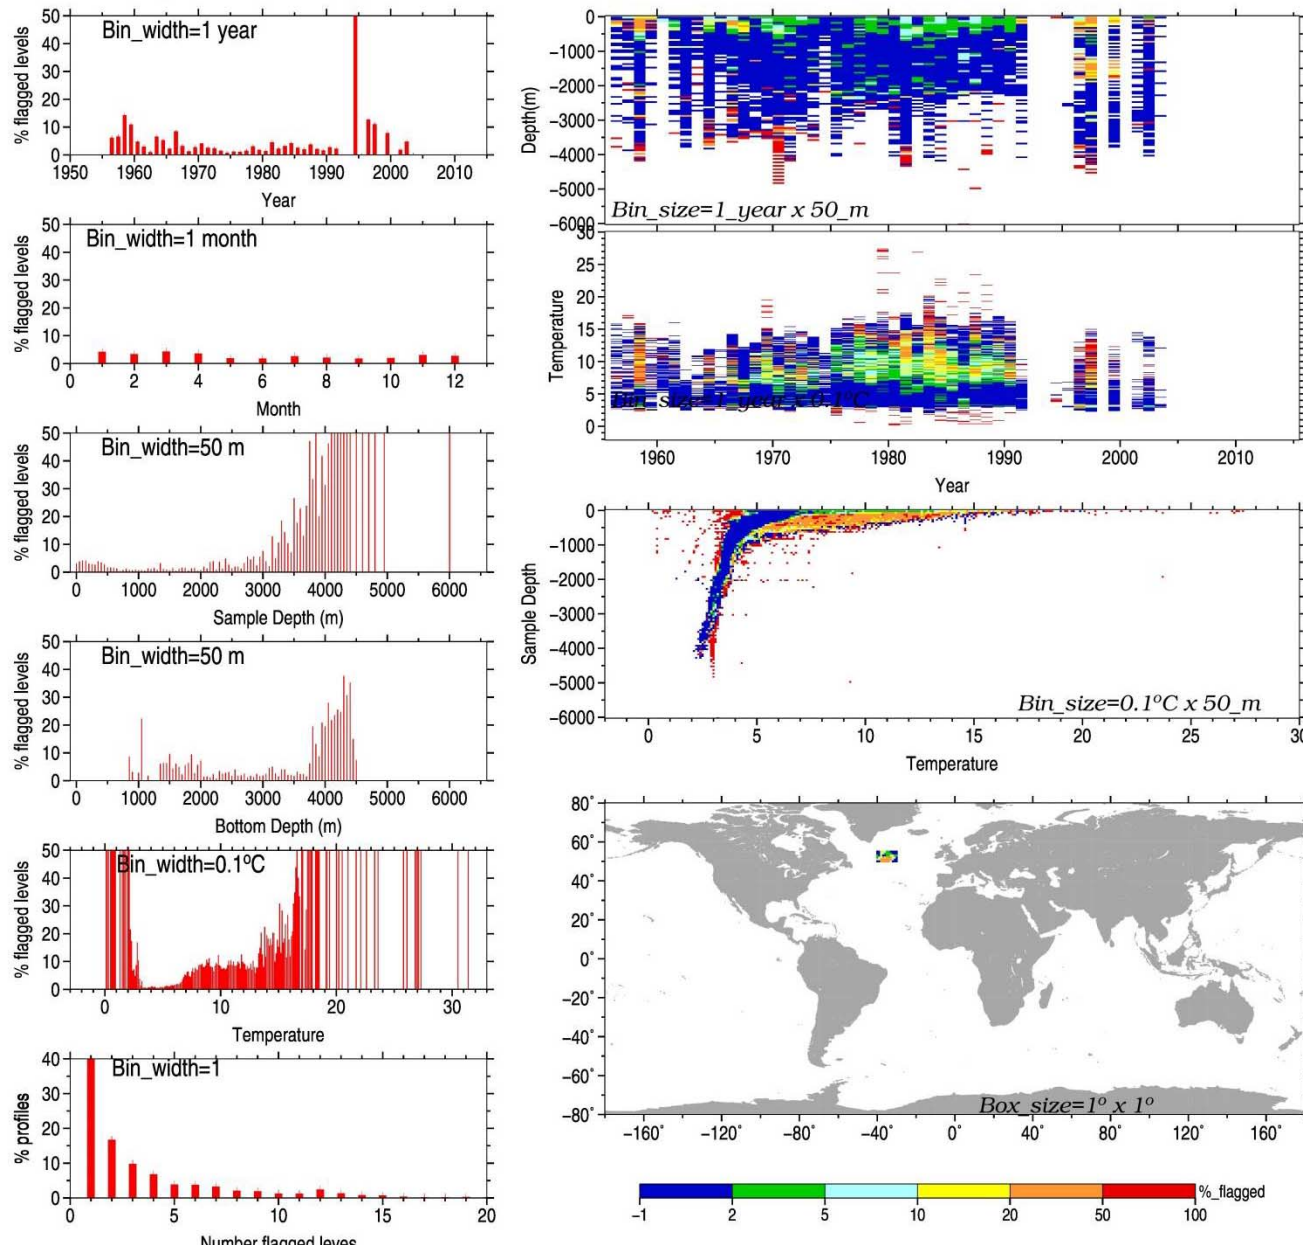 Bin_width=1 year
% flagged levels
50
40
30
20
10
0
1950 1960 1970 1980 1990 2000 2010
Year
Bin_width=1 month
% flagged levels
50
40
30
20
10
0
0 2 4 6 8 10 12
Month
Bin_width=50 m
% flagged levels
50
40
30
20
10
0
0 1000 2000 3000 4000 5000 6000
Sample Depth (m)
Bin_width=50 m
% flagged levels
50
40
30
20
10
0
0 1000 2000 3000 4000 5000 6000
Bottom Depth (m)
Bin_width=0.1ºC
% flagged levels
50
40
30
20
10
0
0 10 20 30
Temperature
Bin_width=1
% profiles
40
30
20
10
0
0 5 10 15 20
Number flagged leves
Depth(m)
0
−1000
−2000
−3000
−4000
−5000
−6000
Bin_size=1_year x 50_m
Temperature
30
25
20
15
10
5
0
Bin_size=1_year x 0.1ºC
1960 1970 1980 1990 2000 2010
Year
Sample Depth
0
−1000
−2000
−3000
−4000
−5000
−6000
Bin_size=0.1ºC x 50_m
0 5 10 15 20 25 30
Temperature
80˚
60˚
40˚
20˚
0˚
−20˚
−40˚
−60˚
−80˚
Box_size=1º x 1º
−160˚ −120˚ −80˚ −40˚ 0˚ 40˚ 80˚ 120˚ 160˚
%_flagged
−1 2 5 10 20 50 100